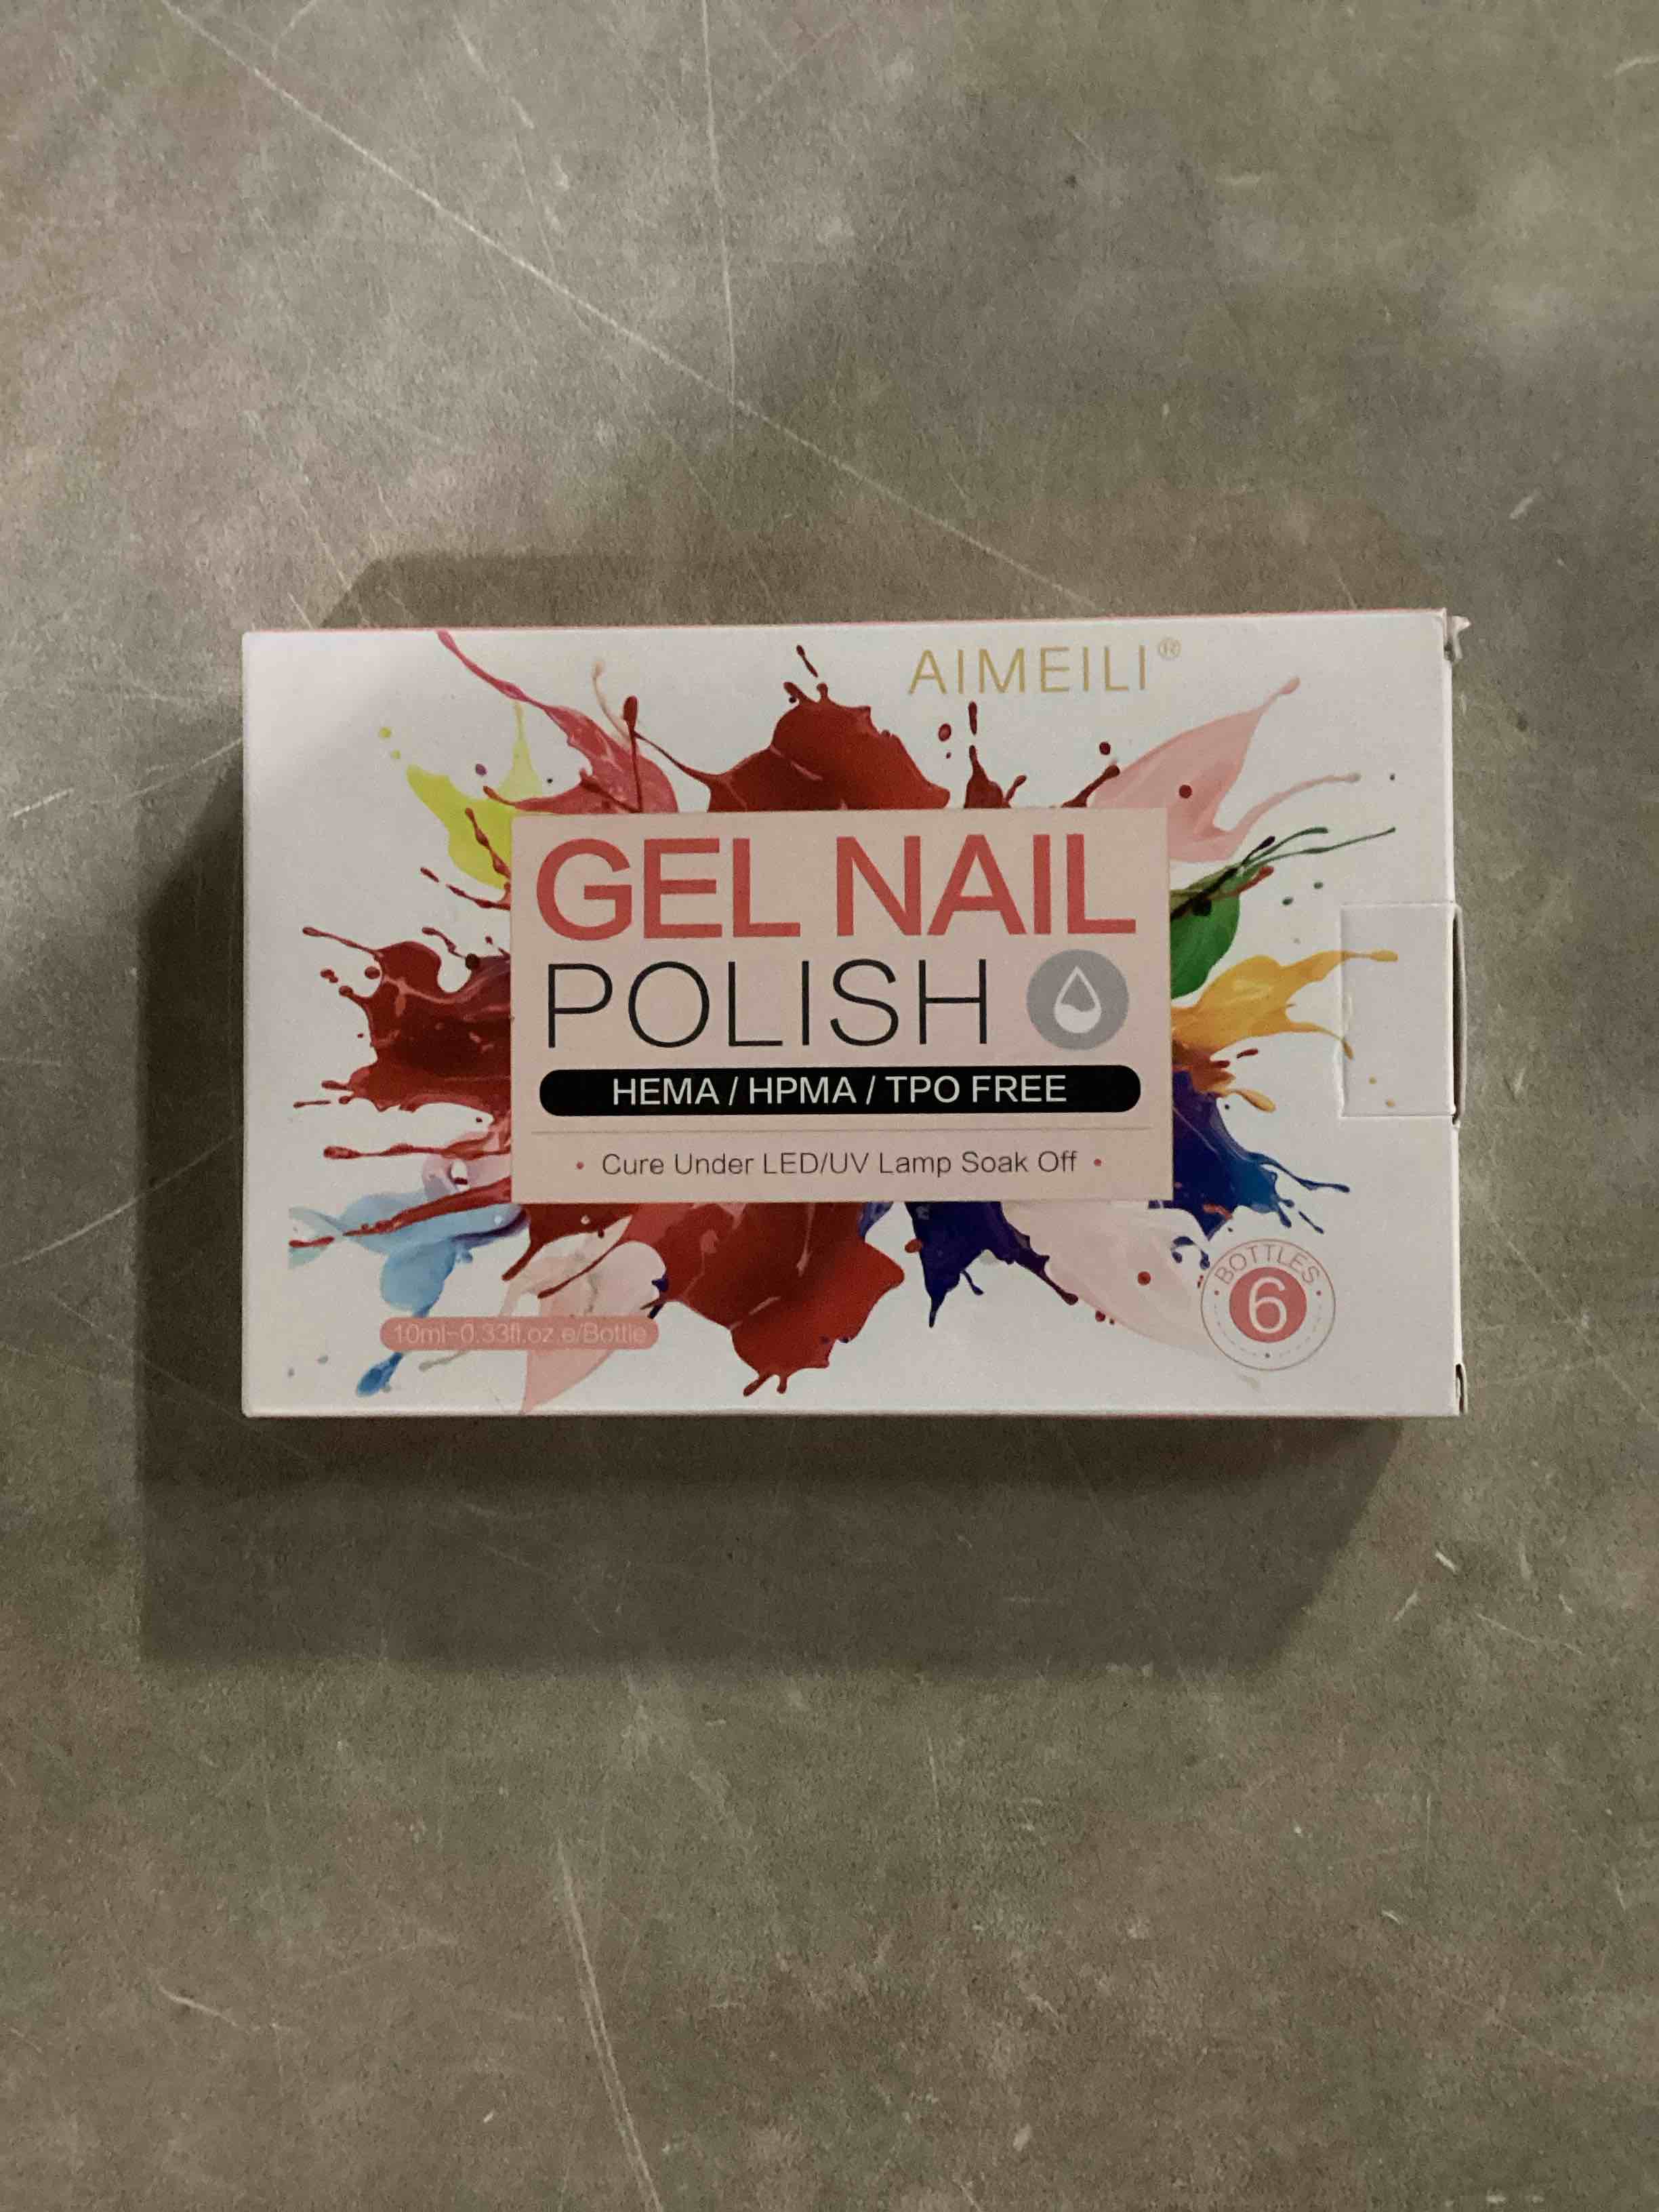 AIMEILI®
GEL NAIL
POLISH
HEMA / HPMA / TPO FREE
• Cure Under LED/UV Lamp Soak Off •
10ml~0.33fl.oz.e/Bottle
BOTTLES
6